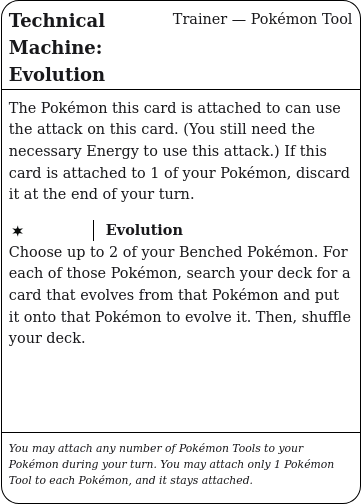 Technical Machine: Evolution
Trainer — Pokémon Tool
The Pokémon this card is attached to can use
the attack on this card. (You still need the
necessary Energy to use this attack.) If this
card is attached to 1 of your Pokémon, discard
it at the end of your turn.
✶ Evolution
Choose up to 2 of your Benched Pokémon. For
each of those Pokémon, search your deck for a
card that evolves from that Pokémon and put
it onto that Pokémon to evolve it. Then, shuffle
your deck.
You may attach any number of Pokémon Tools to your
Pokémon during your turn. You may attach only 1 Pokémon
Tool to each Pokémon, and it stays attached.